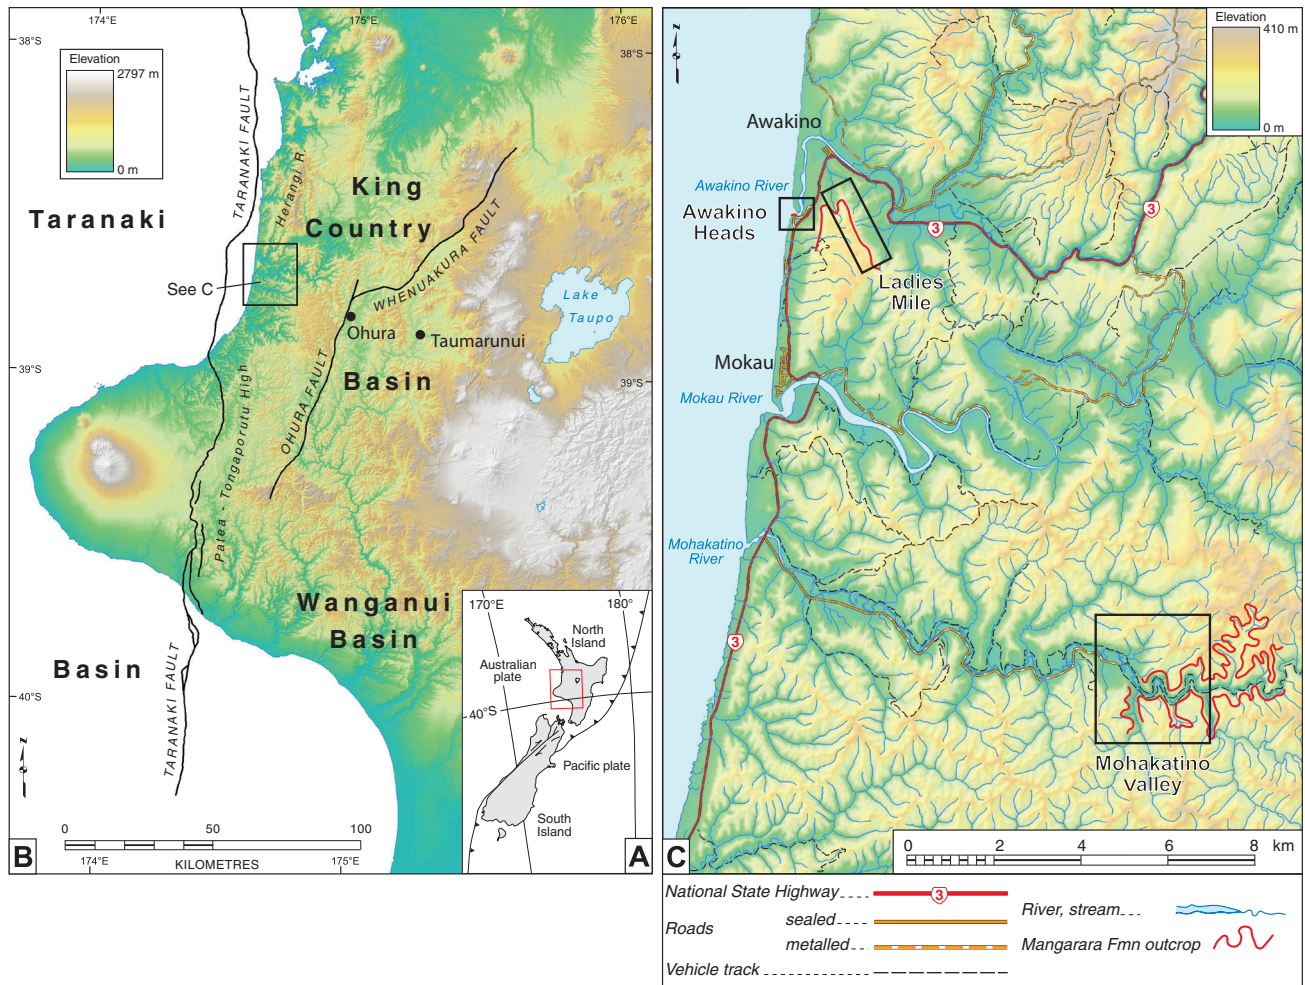 174°E
175°E
176°E
38°S
38°S
Elevation
2797 m
0 m
TARANAKI FAULT
Herangi R
King
Country
Taranaki
WHENUAKURA FAULT
See C
Lake
Taupo
Ohura
Taumarunui
39°S
39°S
Basin
OHURA FAULT
Patea - Tongaporutu High
Wanganui
Basin
Basin
TARANAKI FAULT
40°S
z
0
50
100
KILOMETRES
174°E
175°E
B
170°E
180°
North
Island
Australian
plate
40°S
Pacific plate
South
Island
A
z
Elevation
410 m
0 m
Awakino
Awakino River
Awakino
Heads
3
3
Ladies
Mile
Mokau
Mokau River
Mohakatino
River
3
Mohakatino
Valley
C
0
2
4
6
8
km
National State Highway
3
Roads
sealed
metalled
Vehicle track
River, stream
Mangarara Fmn outcrop